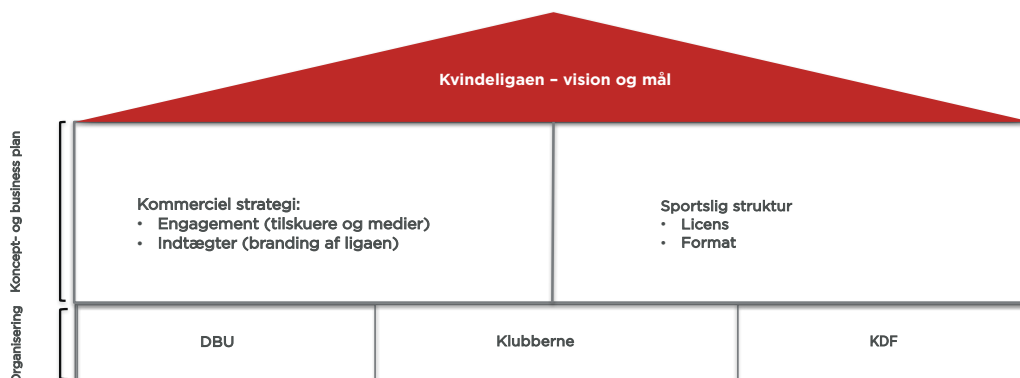 Kvindeligaen – vision og mål
Koncept- og business plan
Kommerciel strategi:
• Engagement (tilskuere og medier)
• Indtægter (branding af ligaen)
Sportslig struktur
• Licens
• Format
Organisering
DBU
Klubberne
KDF